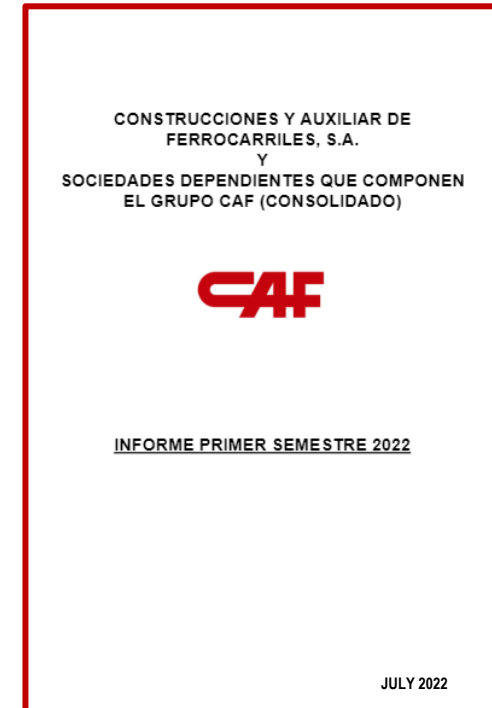 CONSTRUCCIONES Y AUXILIAR DE
FERROCARRILES, S.A.
Y
SOCIEDADES DEPENDIENTES QUE COMPONEN
EL GRUPO CAF (CONSOLIDADO)
CAF
INFORME PRIMER SEMESTRE 2022
JULY 2022